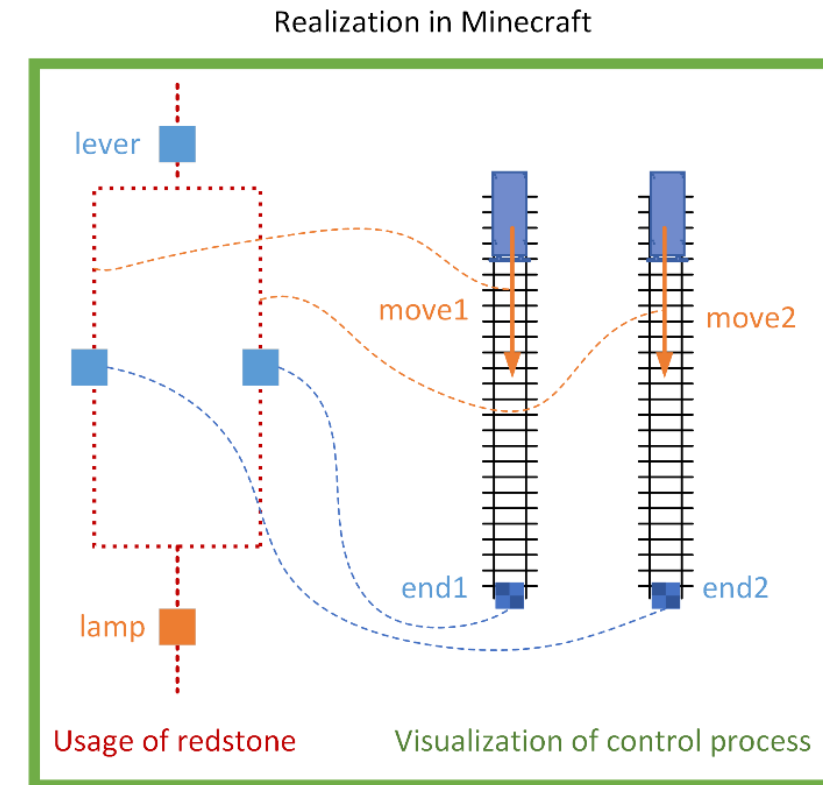 Realization in Minecraft
lever
move1
move2
end1
end2
lamp
Usage of redstone
Visualization of control process